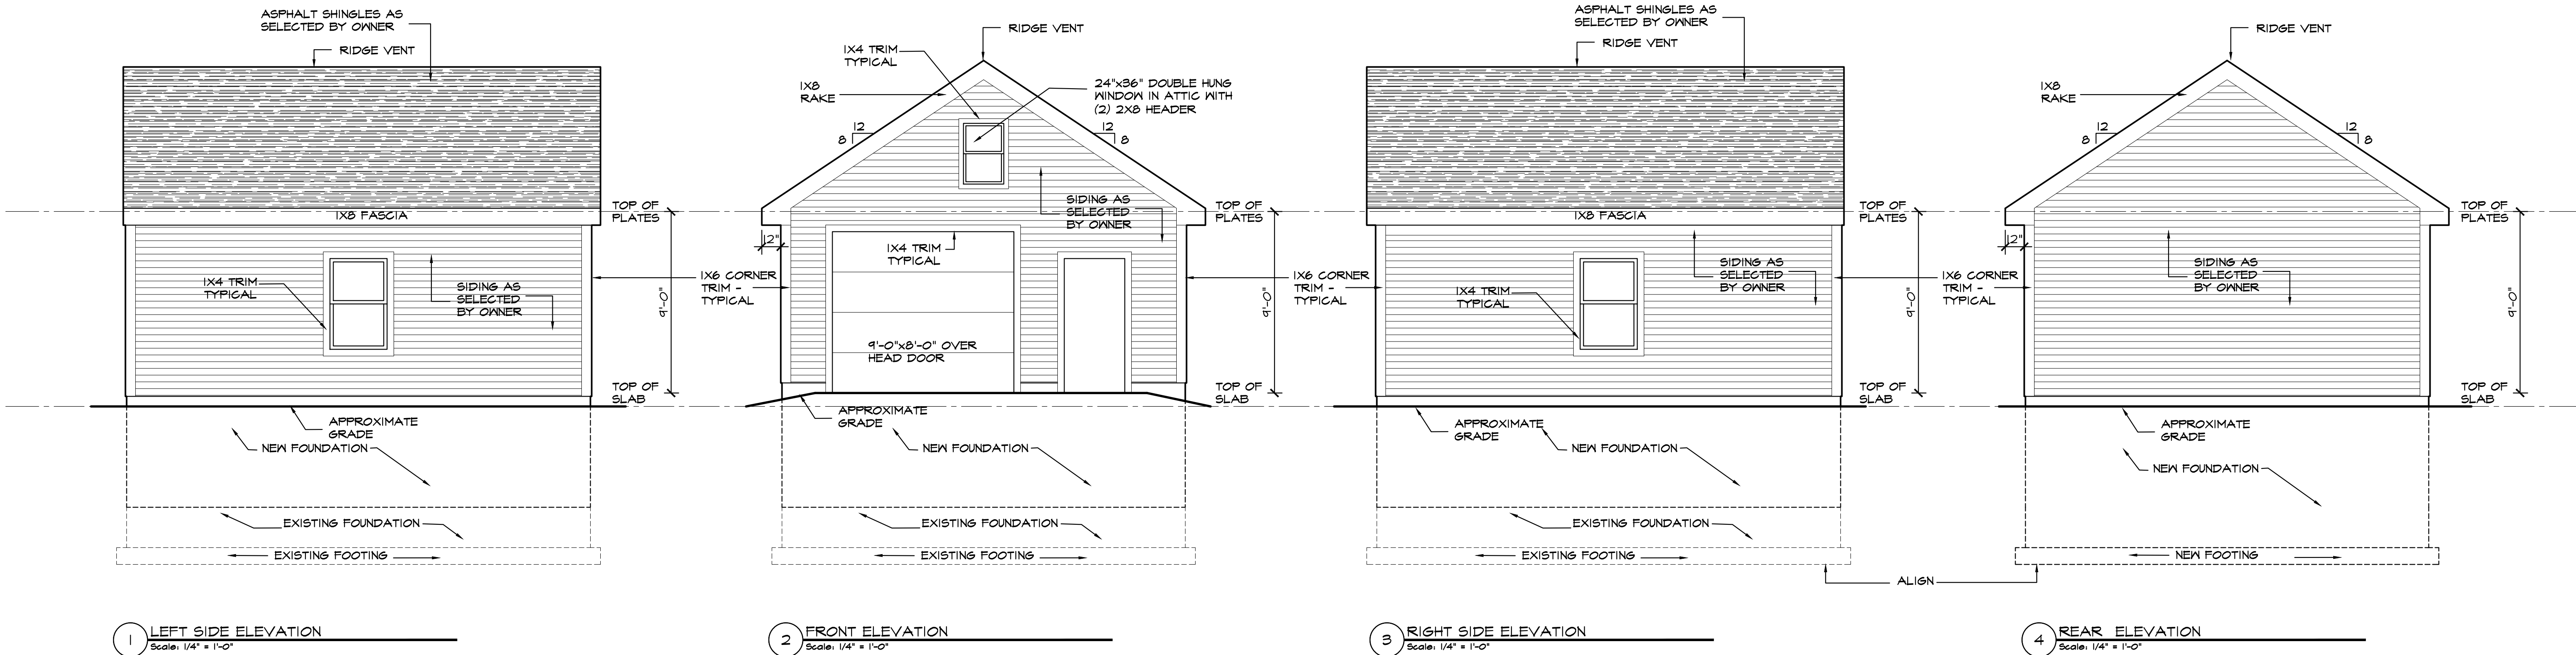 ASPHALT SHINGLES AS
SELECTED BY OWNER
RIDGE VENT
1X8 FASCIA
TOP OF
PLATES
1X4 TRIM
TYPICAL
SIDING AS
SELECTED
BY OWNER
9'-0"
1X6 CORNER
TRIM -
TYPICAL
TOP OF
SLAB
APPROXIMATE
GRADE
NEW FOUNDATION
EXISTING FOUNDATION
EXISTING FOOTING
1
LEFT SIDE ELEVATION
Scale: 1/4" = 1'-0"
RIDGE VENT
1X4 TRIM
TYPICAL
1X8
RAKE
24"x36" DOUBLE HUNG
WINDOW IN ATTIC WITH
(2) 2X8 HEADER
12
8
12
8
SIDING AS
SELECTED
BY OWNER
TOP OF
PLATES
12"
1X4 TRIM
TYPICAL
1X6 CORNER
TRIM -
TYPICAL
9'-0"
9'-0"x8'-0" OVER
HEAD DOOR
TOP OF
SLAB
APPROXIMATE
GRADE
NEW FOUNDATION
EXISTING FOUNDATION
EXISTING FOOTING
2
FRONT ELEVATION
Scale: 1/4" = 1'-0"
ASPHALT SHINGLES AS
SELECTED BY OWNER
RIDGE VENT
1X8 FASCIA
TOP OF
PLATES
SIDING AS
SELECTED
BY OWNER
1X4 TRIM
TYPICAL
9'-0"
1X6 CORNER
TRIM -
TYPICAL
TOP OF
SLAB
APPROXIMATE
GRADE
NEW FOUNDATION
EXISTING FOUNDATION
EXISTING FOOTING
ALIGN
3
RIGHT SIDE ELEVATION
Scale: 1/4" = 1'-0"
RIDGE VENT
1X8
RAKE
12
8
12
8
TOP OF
PLATES
12"
SIDING AS
SELECTED
BY OWNER
9'-0"
TOP OF
SLAB
APPROXIMATE
GRADE
NEW FOUNDATION
NEW FOOTING
4
REAR ELEVATION
Scale: 1/4" = 1'-0"